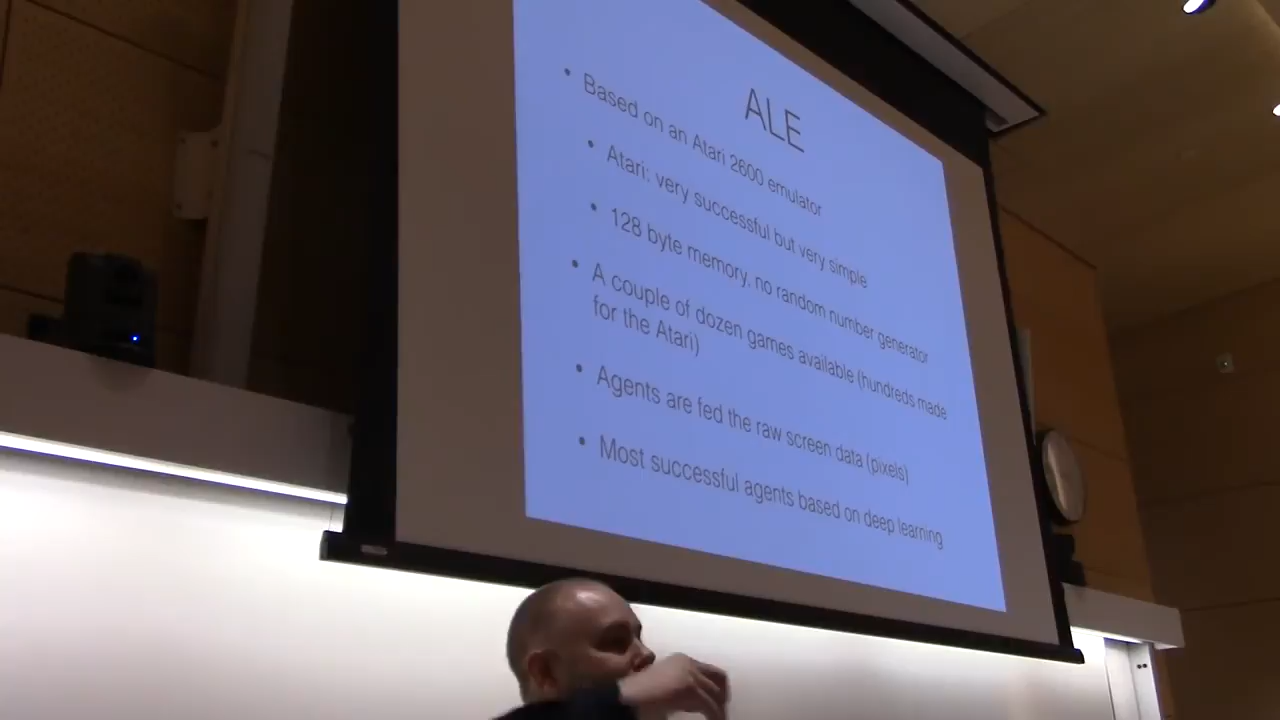 ALE
• Based on an Atari 2600 emulator
• Atari: very successful but very simple
• 128 byte memory, no random number generator
• A couple of dozen games available (hundreds made
for the Atari)
• Agents are fed the raw screen data (pixels)
• Most successful agents based on deep learning